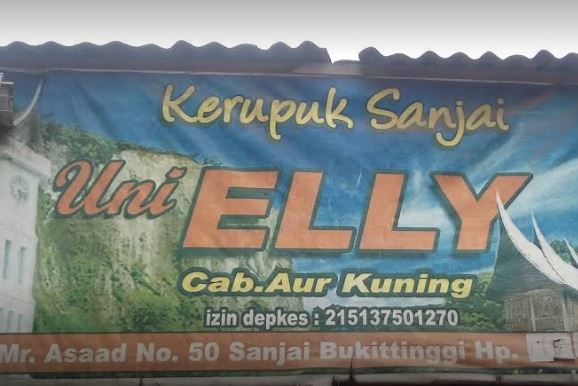 Kerupuk Sanjai
Uni ELLY
Cab.Aur Kuning
izin depkes : 215137501270
Mr. Asaad No. 50 Sanjai Bukittinggi Hp.